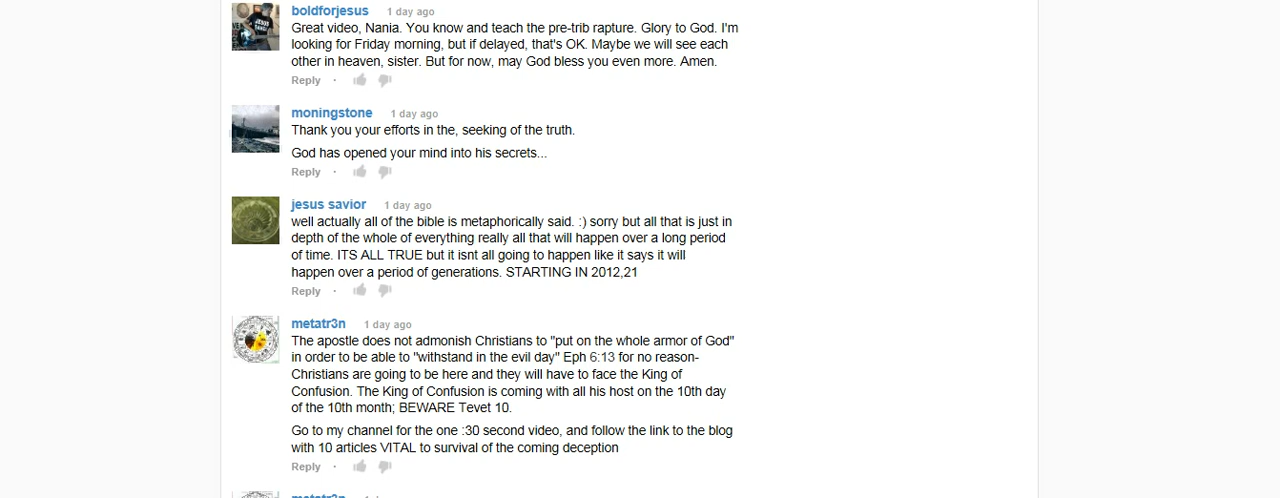 boldforjesus 1 day ago
Great video, Nania. You know and teach the pre-trib rapture. Glory to God. I'm
looking for Friday morning, but if delayed, that's OK. Maybe we will see each
other in heaven, sister. But for now, may God bless you even more. Amen.
Reply ·
moningstone 1 day ago
Thank you your efforts in the, seeking of the truth.
God has opened your mind into his secrets...
Reply ·
jesus savior 1 day ago
well actually all of the bible is metaphorically said. :) sorry but all that is just in
depth of the whole of everything really all that will happen over a long period
of time. ITS ALL TRUE but it isnt all going to happen like it says it will
happen over a period of generations. STARTING IN 2012,21
Reply ·
metatr3n 1 day ago
The apostle does not admonish Christians to "put on the whole armor of God"
in order to be able to "withstand in the evil day" Eph 6:13 for no reason-
Christians are going to be here and they will have to face the King of
Confusion. The King of Confusion is coming with all his host on the 10th day
of the 10th month; BEWARE Tevet 10.
Go to my channel for the one :30 second video, and follow the link to the blog
with 10 articles VITAL to survival of the coming deception
Reply ·